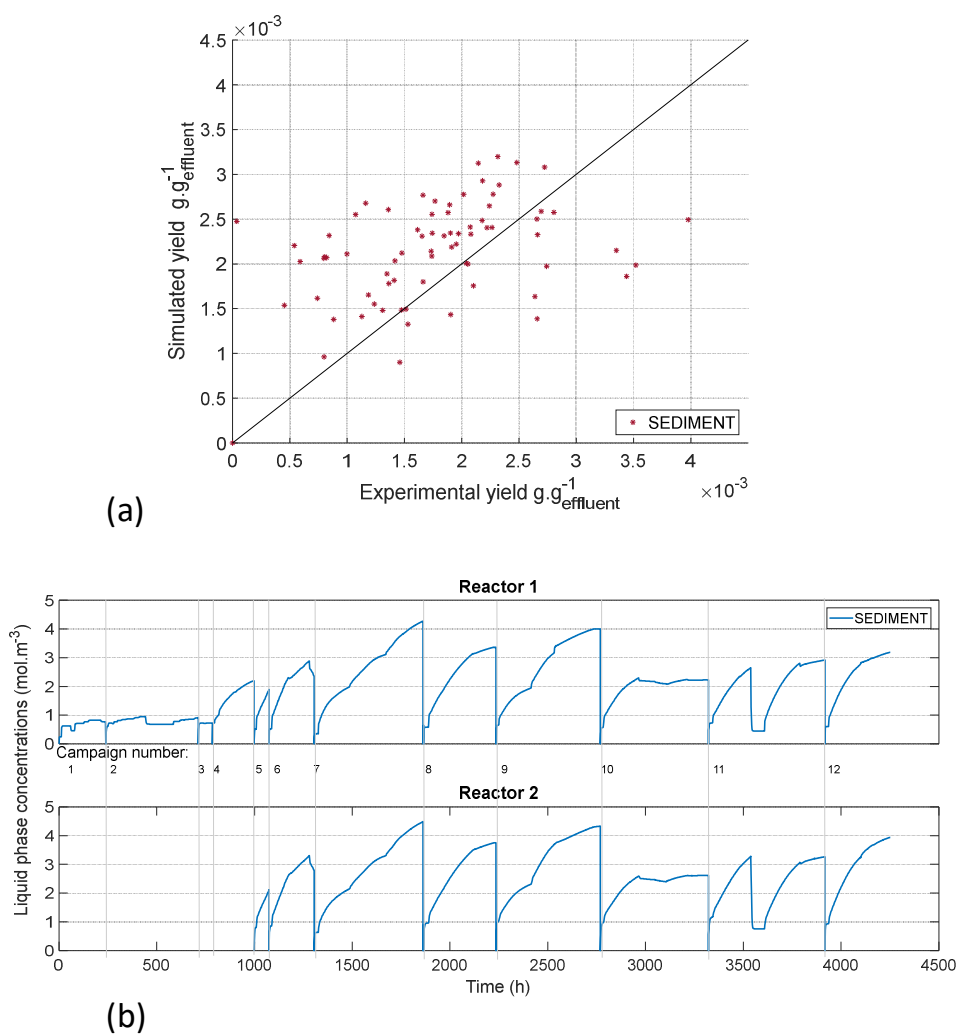 ×10⁻³
4.5
4
3.5
3
2.5
2
1.5
1
0.5
0
Simulated yield g.g⁻¹effluent
SEDIMENT
0 0.5 1 1.5 2 2.5 3 3.5 4
Experimental yield g.g⁻¹effluent
×10⁻³
(a)
Reactor 1
5
4
3
2
1
0
SEDIMENT
Campaign number:
1 2 3 4 5 6 7 8 9 10 11 12
Liquid phase concentrations (mol.m⁻³)
Reactor 2
5
4
3
2
1
0
0 500 1000 1500 2000 2500 3000 3500 4000 4500
Time (h)
(b)